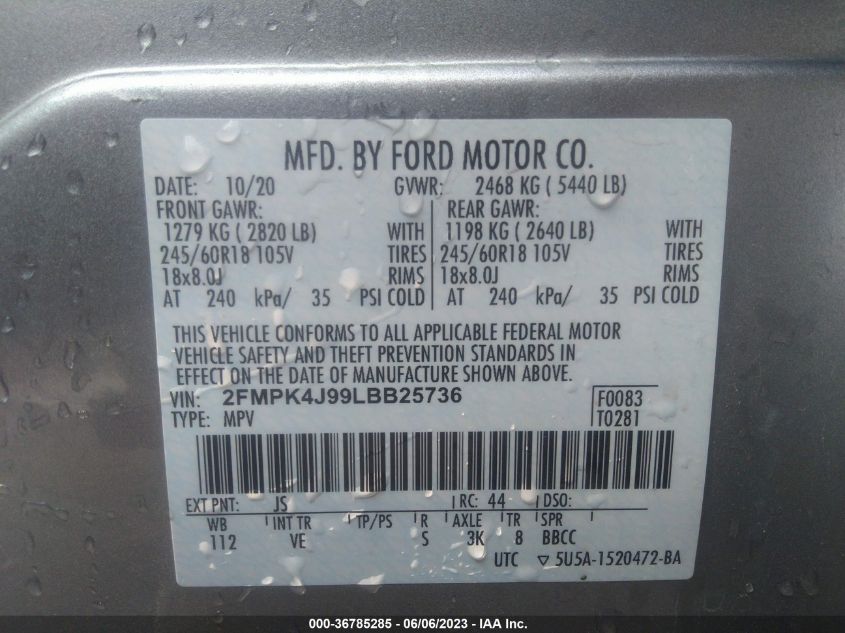 MFD. BY FORD MOTOR CO.
DATE: 10/20 GVWR: 2468 KG ( 5440 LB)
FRONT GAWR: REAR GAWR:
1279 KG ( 2820 LB) WITH 1198 KG ( 2640 LB) WITH
245/60R18 105V TIRES 245/60R18 105V TIRES
18x8.0J RIMS 18x8.0J RIMS
AT 240 kPa/ 35 PSI COLD AT 240 kPa/ 35 PSI COLD
THIS VEHICLE CONFORMS TO ALL APPLICABLE FEDERAL MOTOR
VEHICLE SAFETY AND THEFT PREVENTION STANDARDS IN
EFFECT ON THE DATE OF MANUFACTURE SHOWN ABOVE.
VIN: 2FMPK4J99LBB25736 F0083
TYPE: MPV T0281
EXT PNT: JS RC: 44 DSO:
WB INT TR TP/PS R AXLE TR SPR
112 VE S 3K 8 BBCC
UTC ▽ 5U5A-1520472-BA
000-36785285 - 06/06/2023 - IAA Inc.